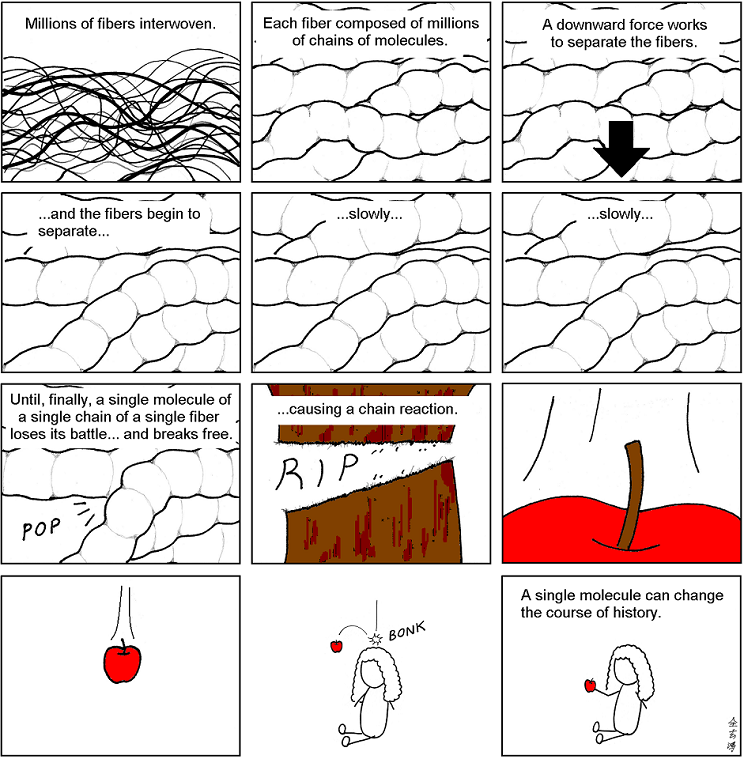 Millions of fibers interwoven.
Each fiber composed of millions
of chains of molecules.
A downward force works
to separate the fibers.
...and the fibers begin to
separate...
...slowly...
...slowly...
Until, finally, a single molecule of
a single chain of a single fiber
loses its battle... and breaks free.
POP
...causing a chain reaction.
RIP
BONK
A single molecule can change
the course of history.